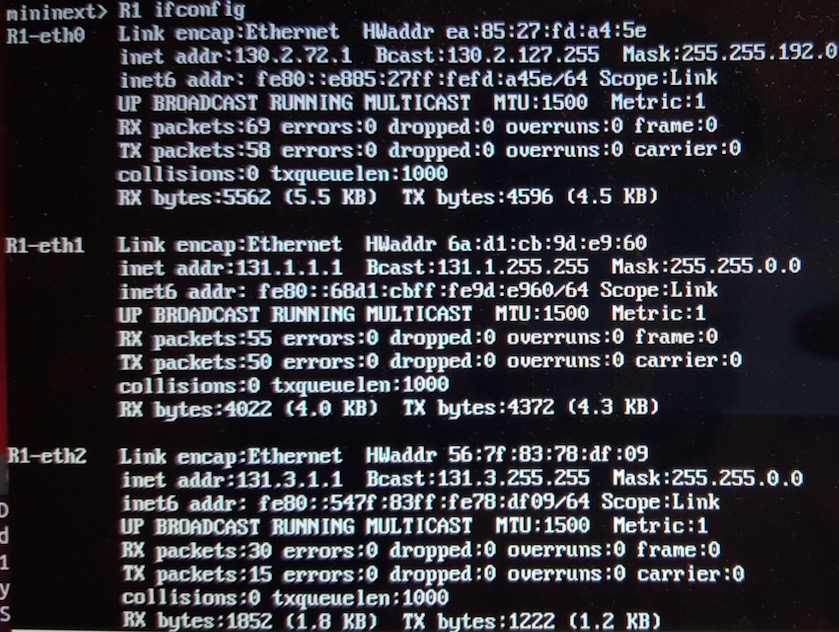 mininext> R1 ifconfig
R1-eth0 Link encap:Ethernet HWaddr ea:85:27:fd:a4:5e
inet addr:130.2.72.1 Bcast:130.2.127.255 Mask:255.255.192.0
inet6 addr: fe80::e885:27ff:fefd:a45e/64 Scope:Link
UP BROADCAST RUNNING MULTICAST MTU:1500 Metric:1
RX packets:69 errors:0 dropped:0 overruns:0 frame:0
TX packets:58 errors:0 dropped:0 overruns:0 carrier:0
collisions:0 txqueuelen:1000
RX bytes:5562 (5.5 KB) TX bytes:4596 (4.5 KB)
R1-eth1 Link encap:Ethernet HWaddr 6a:d1:cb:9d:e9:60
inet addr:131.1.1.1 Bcast:131.1.255.255 Mask:255.255.0.0
inet6 addr: fe80::68d1:cbff:fe9d:e960/64 Scope:Link
UP BROADCAST RUNNING MULTICAST MTU:1500 Metric:1
RX packets:55 errors:0 dropped:0 overruns:0 frame:0
TX packets:50 errors:0 dropped:0 overruns:0 carrier:0
collisions:0 txqueuelen:1000
RX bytes:4022 (4.0 KB) TX bytes:4372 (4.3 KB)
R1-eth2 Link encap:Ethernet HWaddr 56:7f:83:78:df:09
inet addr:131.3.1.1 Bcast:131.3.255.255 Mask:255.255.0.0
inet6 addr: fe80::547f:83ff:fe78:df09/64 Scope:Link
UP BROADCAST RUNNING MULTICAST MTU:1500 Metric:1
RX packets:30 errors:0 dropped:0 overruns:0 frame:0
TX packets:15 errors:0 dropped:0 overruns:0 carrier:0
collisions:0 txqueuelen:1000
RX bytes:1852 (1.8 KB) TX bytes:1222 (1.2 KB)